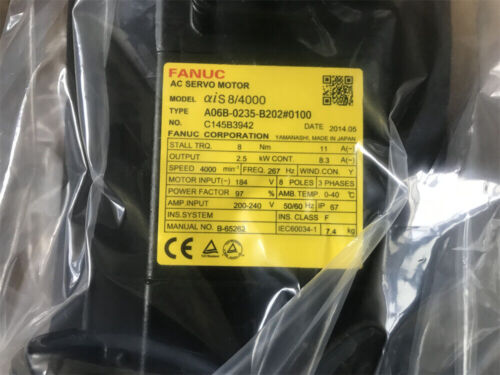 FANUC
AC SERVO MOTOR
MODEL αiS 8/4000
TYPE A06B-0235-B202#0100
NO. C145B3942 DATE 2014.05
FANUC CORPORATION YAMANASHI, MADE IN JAPAN
STALL TRQ. 8 Nm 11 A(~)
OUTPUT 2.5 kW CONT. 8.3 A(~)
SPEED 4000 min⁻¹ FREQ. 267 Hz WIND.CON. Y
MOTOR INPUT(~) 184 V 8 POLES 3 PHASES
POWER FACTOR 97 % AMB.TEMP. 0-40 ℃
AMP.INPUT 200-240 V 50/60 Hz IP 67
INS.SYSTEM INS. CLASS F
MANUAL NO. B-65262 IEC60034-1 7.4 kg
CE